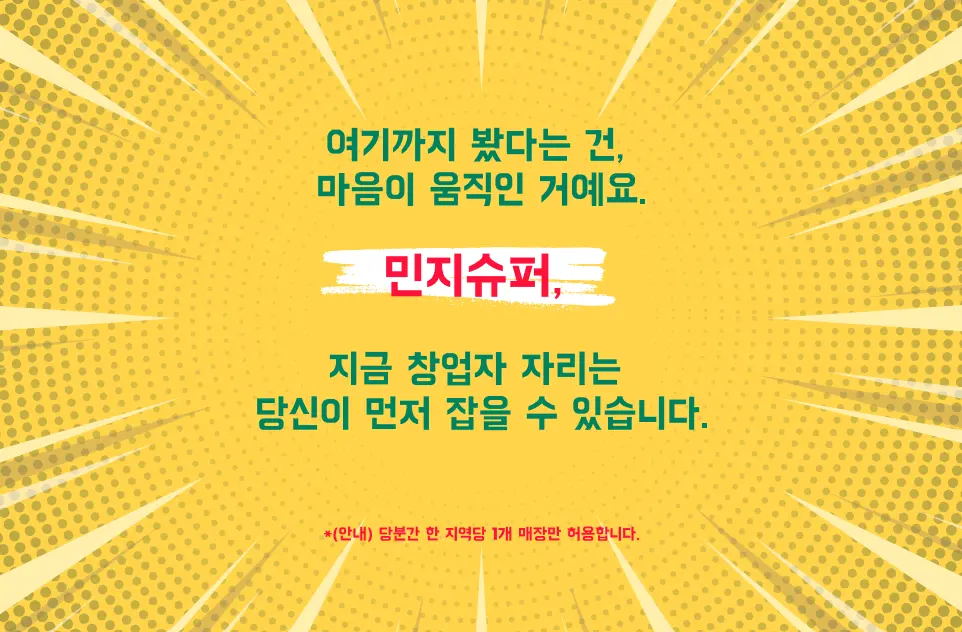 여기까지 봤다는 건,
마음이 움직인 거예요.
민지슈퍼,
지금 창업자 자리는
당신이 먼저 잡을 수 있습니다.
*(안내) 당분간 한 지역당 1개 매장만 허용합니다.